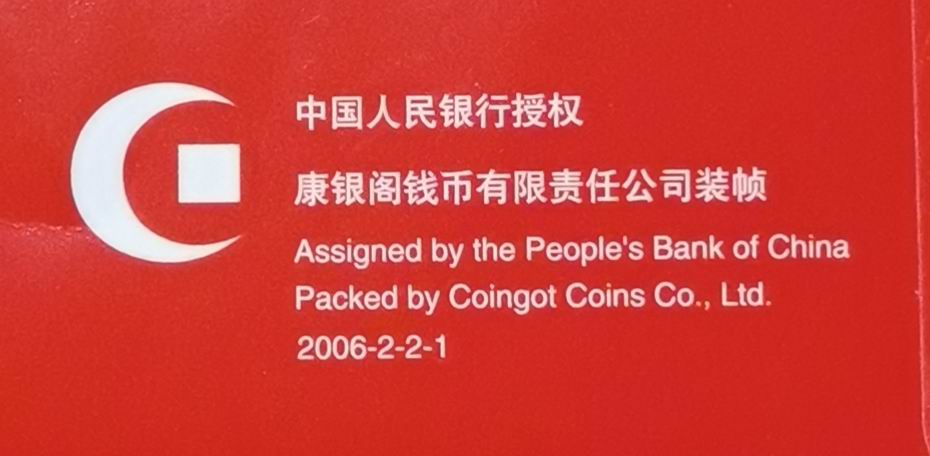 中国人民银行授权
康银阁钱币有限责任公司装帧
Assigned by the People's Bank of China
Packed by Coingot Coins Co., Ltd.
2006-2-2-1